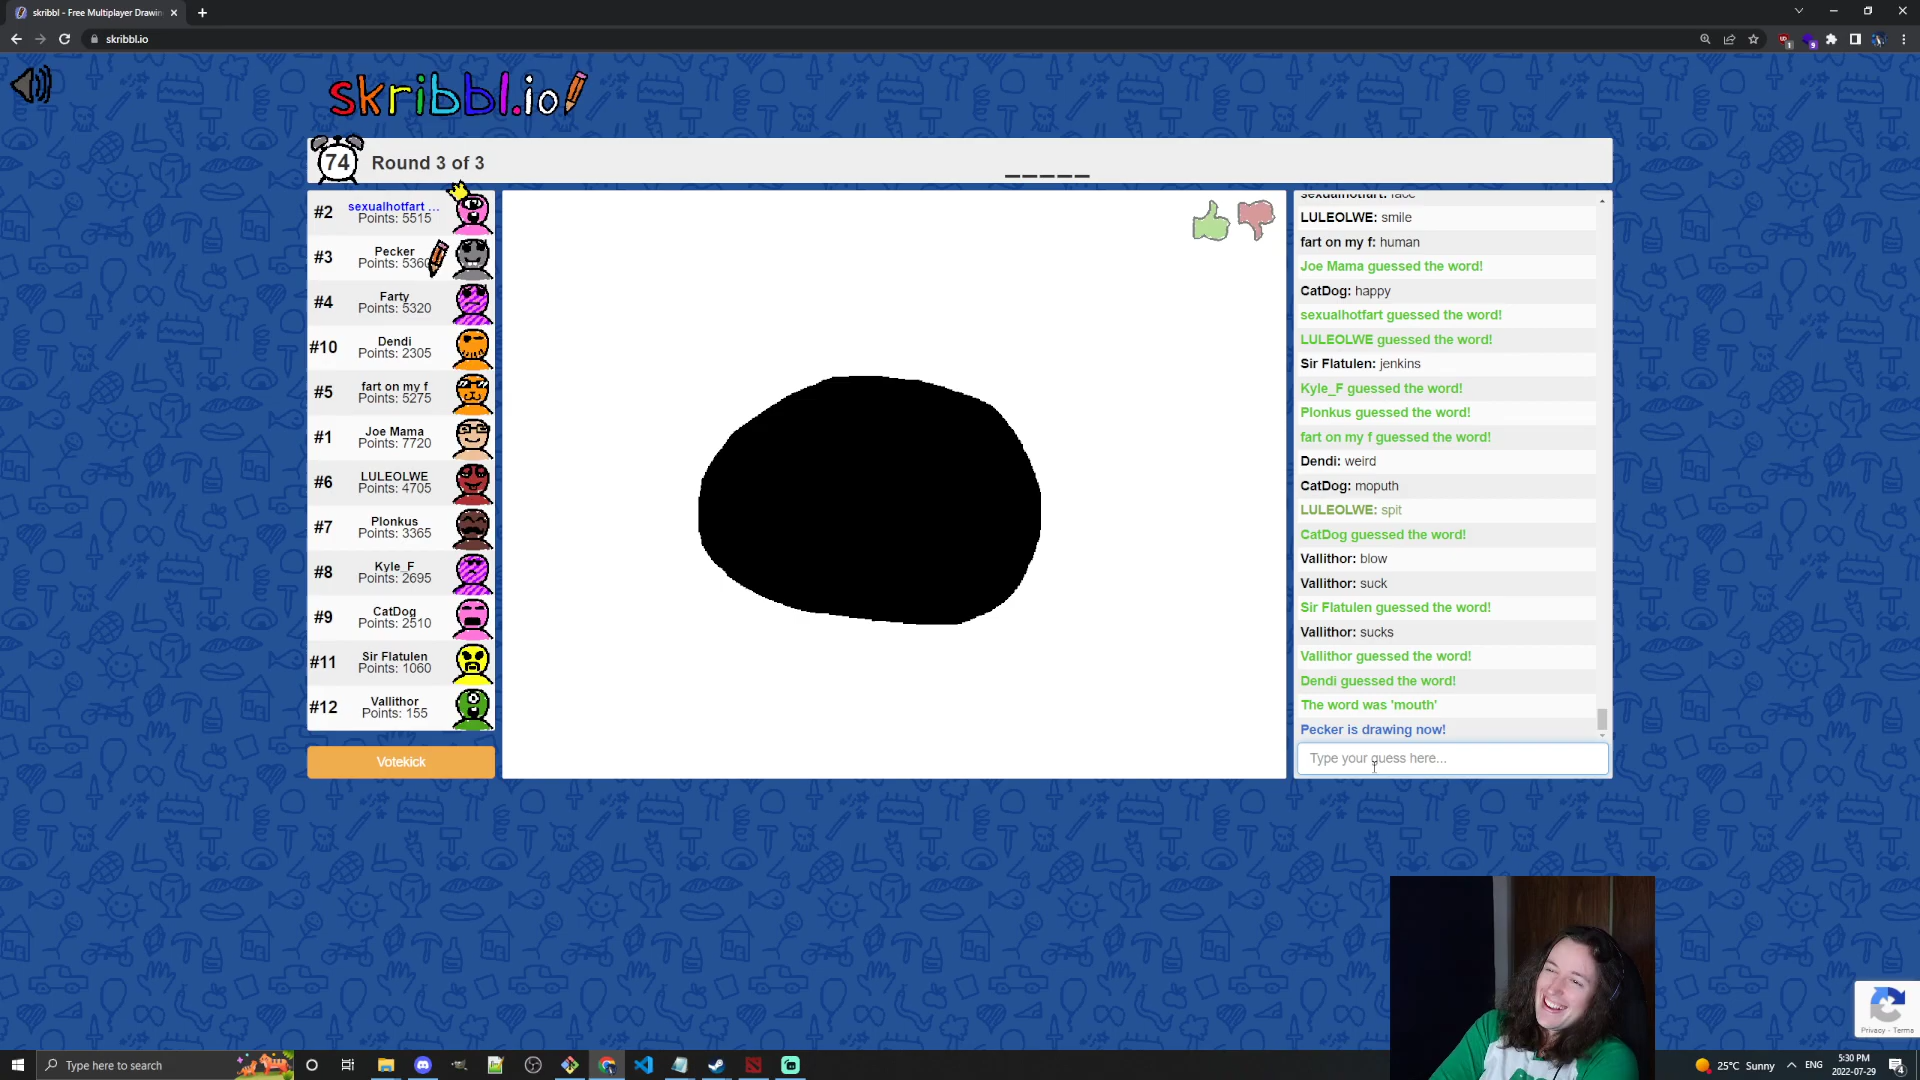 skribbl - Free Multiplayer Drawin
skribbl.io
skribbl.io
74
Round 3 of 3
_ _ _ _ _
#2
sexualhotfart ...
Points: 5515
#3
Pecker
Points: 5360
#4
Farty
Points: 5320
#10
Dendi
Points: 2305
#5
fart on my f
Points: 5275
#1
Joe Mama
Points: 7720
#6
LULEOLWE
Points: 4705
#7
Plonkus
Points: 3365
#8
Kyle_F
Points: 2695
#9
CatDog
Points: 2510
#11
Sir Flatulen
Points: 1060
#12
Vallithor
Points: 155
Votekick
LULEOLWE: smile
fart on my f: human
Joe Mama guessed the word!
CatDog: happy
sexualhotfart guessed the word!
LULEOLWE guessed the word!
Sir Flatulen: jenkins
Kyle_F guessed the word!
Plonkus guessed the word!
fart on my f guessed the word!
Dendi: weird
CatDog: moputh
LULEOLWE: spit
CatDog guessed the word!
Vallithor: blow
Vallithor: suck
Sir Flatulen guessed the word!
Vallithor: sucks
Vallithor guessed the word!
Dendi guessed the word!
The word was 'mouth'
Pecker is drawing now!
Type your guess here...
Privacy - Terms
Type here to search
25°C Sunny
ENG
5:30 PM
2022-07-29
4